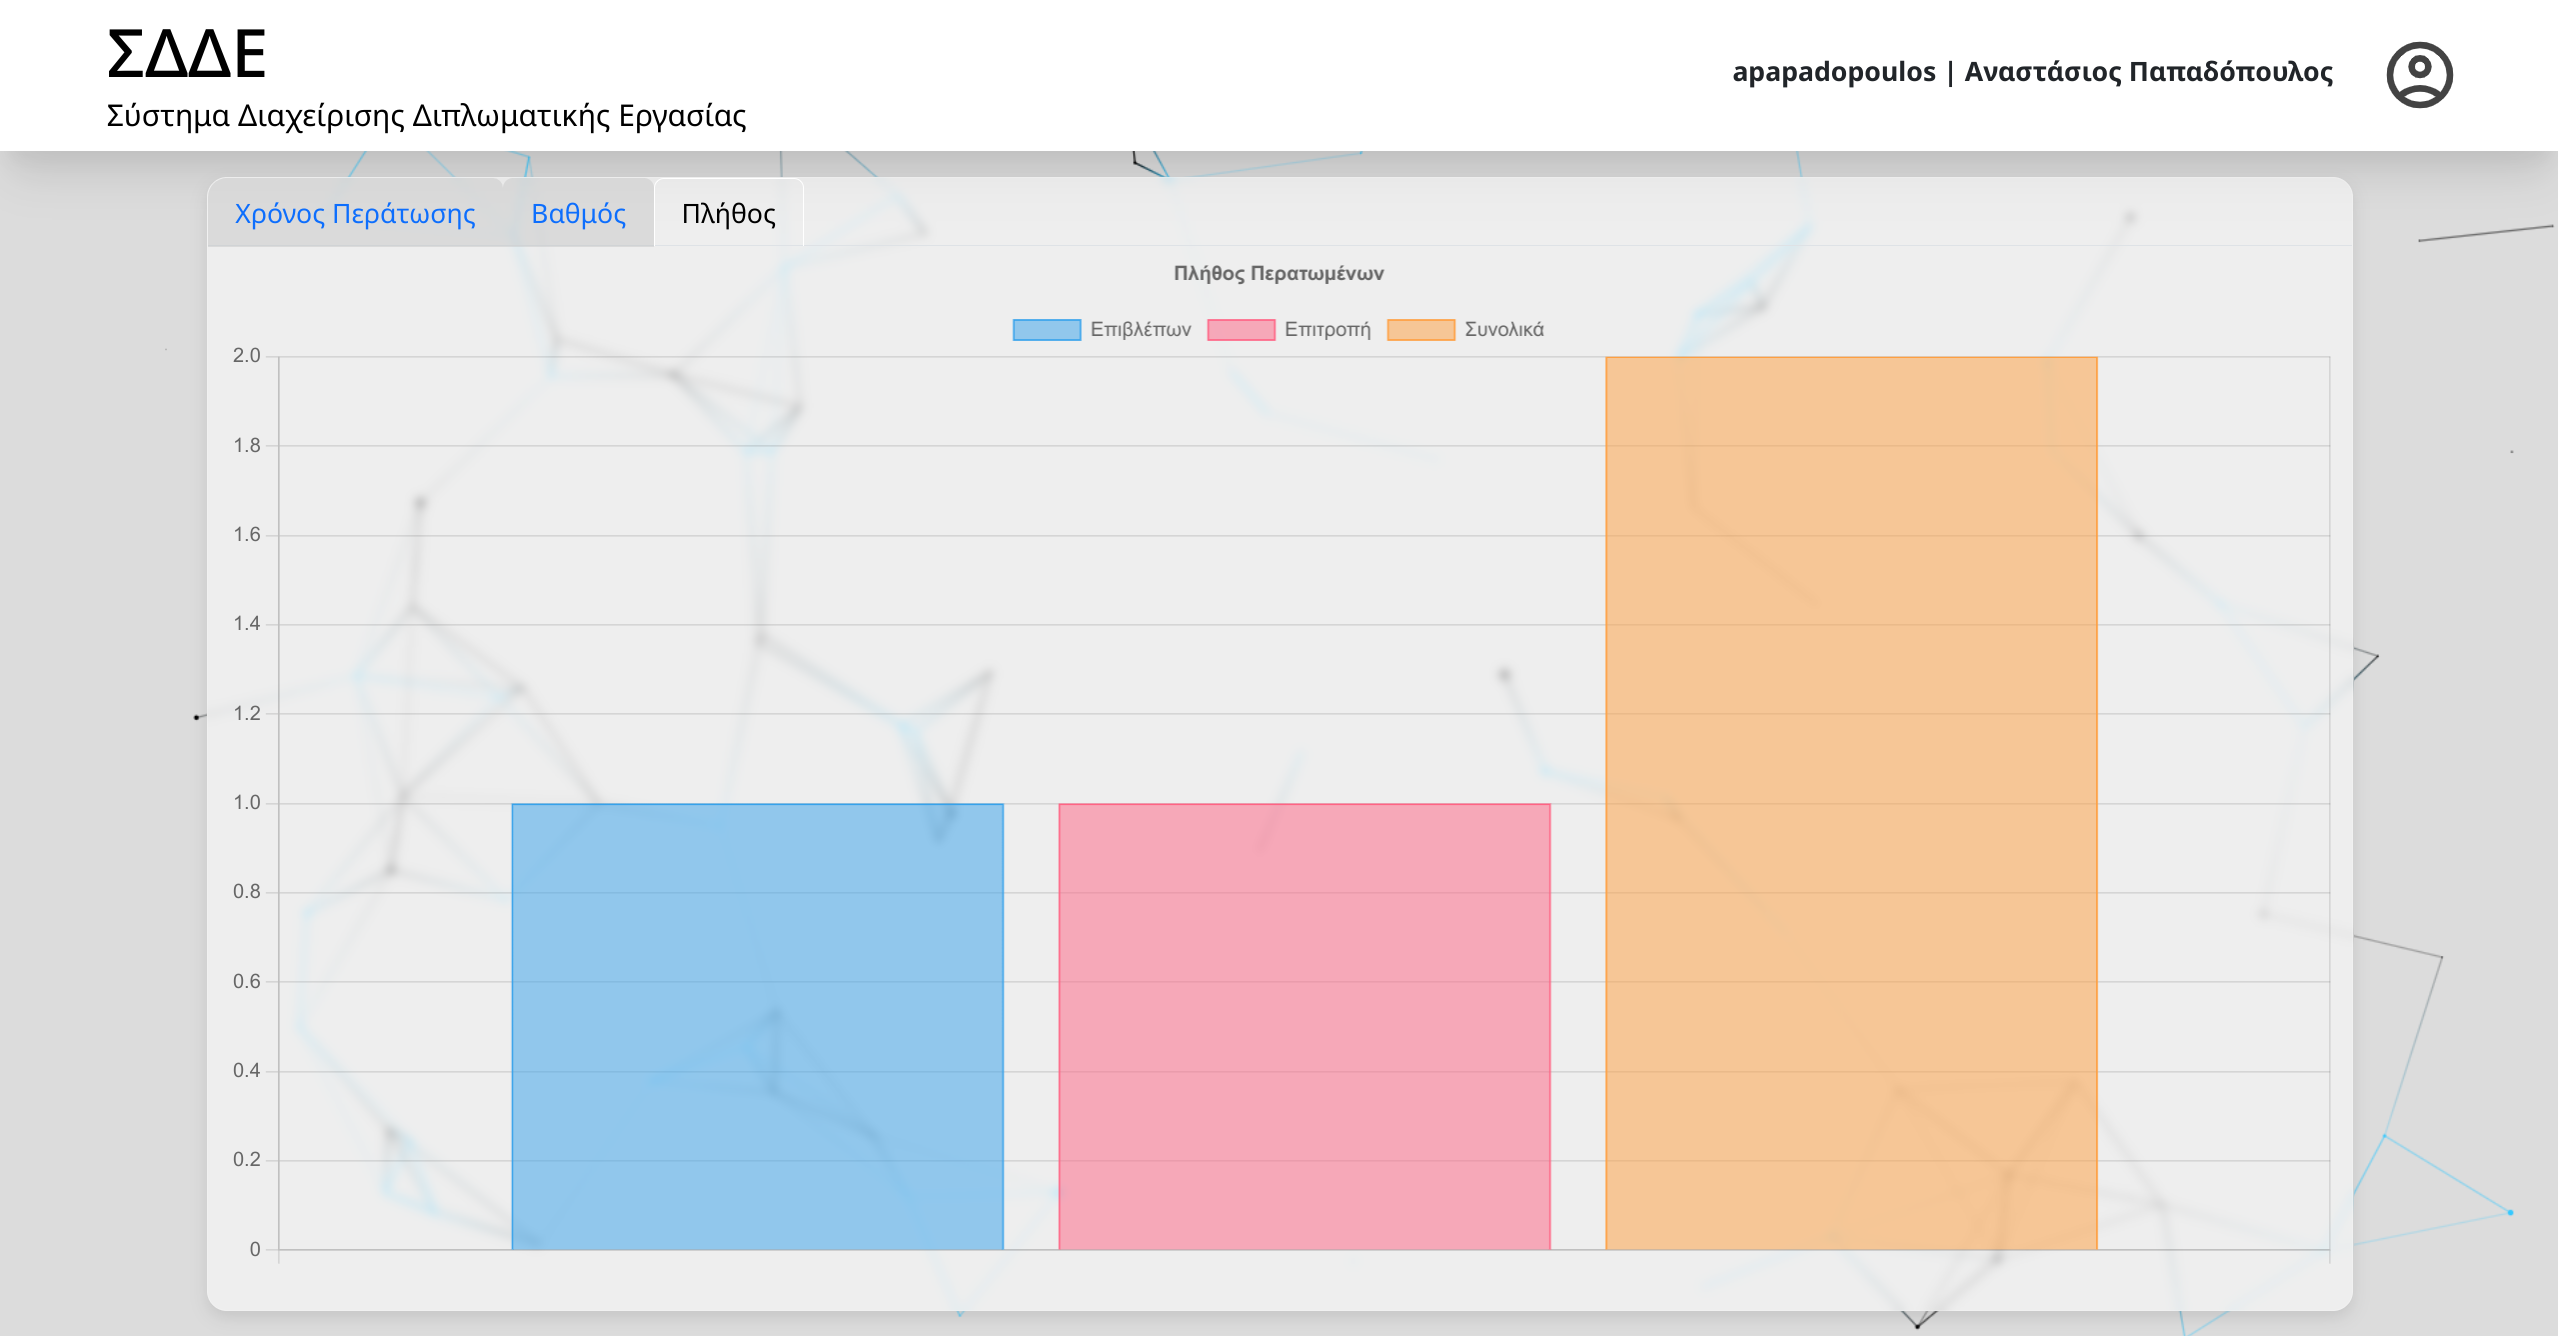 ΣΔΔΕ
Σύστημα Διαχείρισης Διπλωματικής Εργασίας
apapadopoulos | Αναστάσιος Παπαδόπουλος
Χρόνος Περάτωσης
Βαθμός
Πλήθος
Πλήθος Περατωμένων
Επιβλέπων
Επιτροπή
Συνολικά
2.0
1.8
1.6
1.4
1.2
1.0
0.8
0.6
0.4
0.2
0